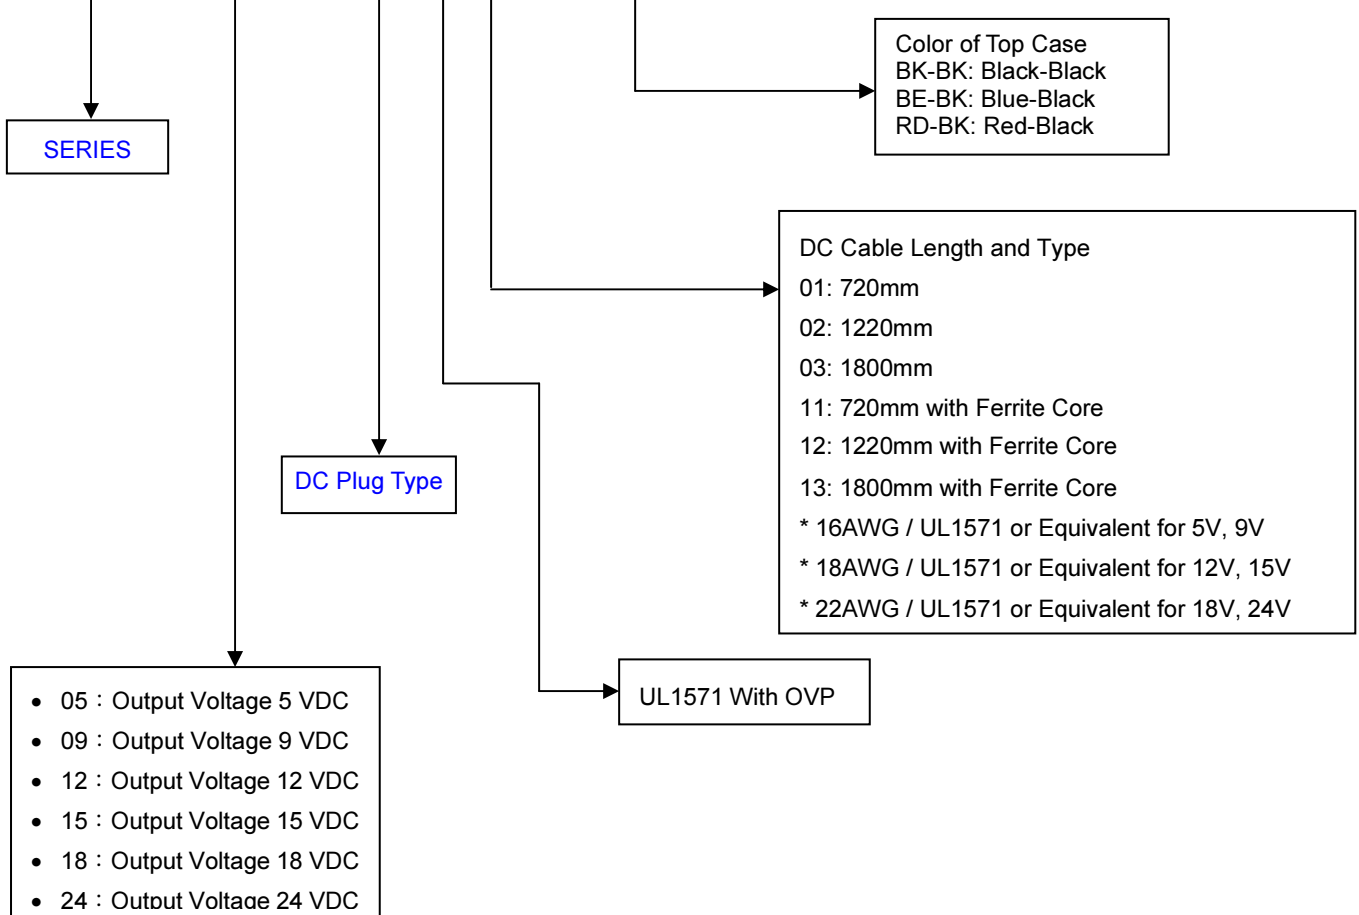 Color of Top Case
BK-BK: Black-Black
BE-BK: Blue-Black
RD-BK: Red-Black
SERIES
DC Cable Length and Type
01: 720mm
02: 1220mm
03: 1800mm
11: 720mm with Ferrite Core
12: 1220mm with Ferrite Core
13: 1800mm with Ferrite Core
* 16AWG / UL1571 or Equivalent for 5V, 9V
* 18AWG / UL1571 or Equivalent for 12V, 15V
* 22AWG / UL1571 or Equivalent for 18V, 24V
DC Plug Type
UL1571 With OVP
• 05：Output Voltage 5 VDC
• 09：Output Voltage 9 VDC
• 12：Output Voltage 12 VDC
• 15：Output Voltage 15 VDC
• 18：Output Voltage 18 VDC
• 24：Output Voltage 24 VDC